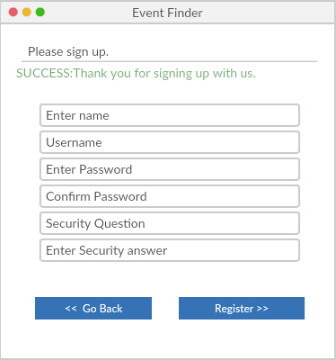 Event Finder
Please sign up.
SUCCESS:Thank you for signing up with us.
Enter name
Username
Enter Password
Confirm Password
Security Question
Enter Security answer
<< Go Back
Register >>